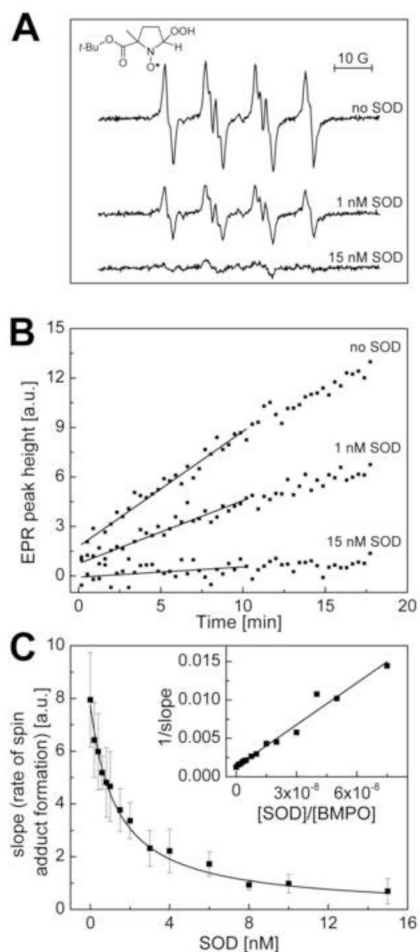 A
t-Bu
O
O
N
O•
OOH
H
10 G
no SOD
1 nM SOD
15 nM SOD
B
EPR peak height [a.u.]
15
12
9
6
3
0
no SOD
1 nM SOD
15 nM SOD
0 5 10 15 20
Time [min]
C
slope (rate of spin
adduct formation) [a.u.]
10
8
6
4
2
0
1/slope
0.015
0.010
0.005
0.000
0 3x10⁻⁸ 6x10⁻⁸
[SOD]/[BMPO]
0 4 8 12 16
SOD [nM]